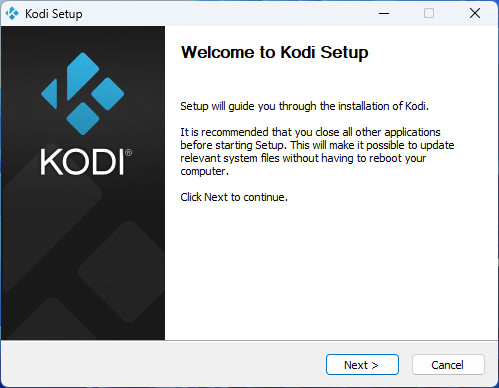 Kodi Setup
Welcome to Kodi Setup
KODI®
Setup will guide you through the installation of Kodi.
It is recommended that you close all other applications
before starting Setup. This will make it possible to update
relevant system files without having to reboot your
computer.
Click Next to continue.
Next >
Cancel